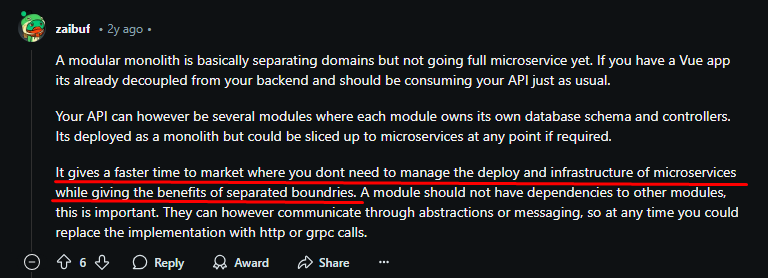 zaibuf • 2y ago •
A modular monolith is basically separating domains but not going full microservice yet. If you have a Vue app
its already decoupled from your backend and should be consuming your API just as usual.
Your API can however be several modules where each module owns its own database schema and controllers.
Its deployed as a monolith but could be sliced up to microservices at any point if required.
It gives a faster time to market where you dont need to manage the deploy and infrastructure of microservices
while giving the benefits of separated boundries. A module should not have dependencies to other modules,
this is important. They can however communicate through abstractions or messaging, so at any time you could
replace the implementation with http or grpc calls.
6 Reply Award Share ...